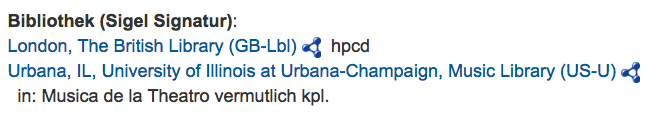 Bibliothek (Sigel Signatur):
London, The British Library (GB-Lbl) hpcd
Urbana, IL, University of Illinois at Urbana-Champaign, Music Library (US-U)
in: Musica de la Theatro vermutlich kpl.